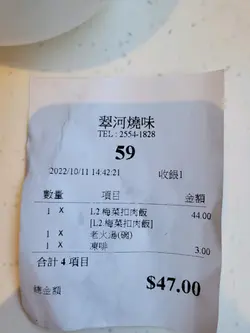 翠河燒味
TEL : 2554-1828
59
2022/10/11 14:42:21 收銀1
數量 項目 金額
1 X L2.梅菜扣肉飯 44.00
[L2.梅菜扣肉飯]
1 X 老火湯(碗)
1 X 凍啡 3.00
合計 4 項目
總金額 $47.00